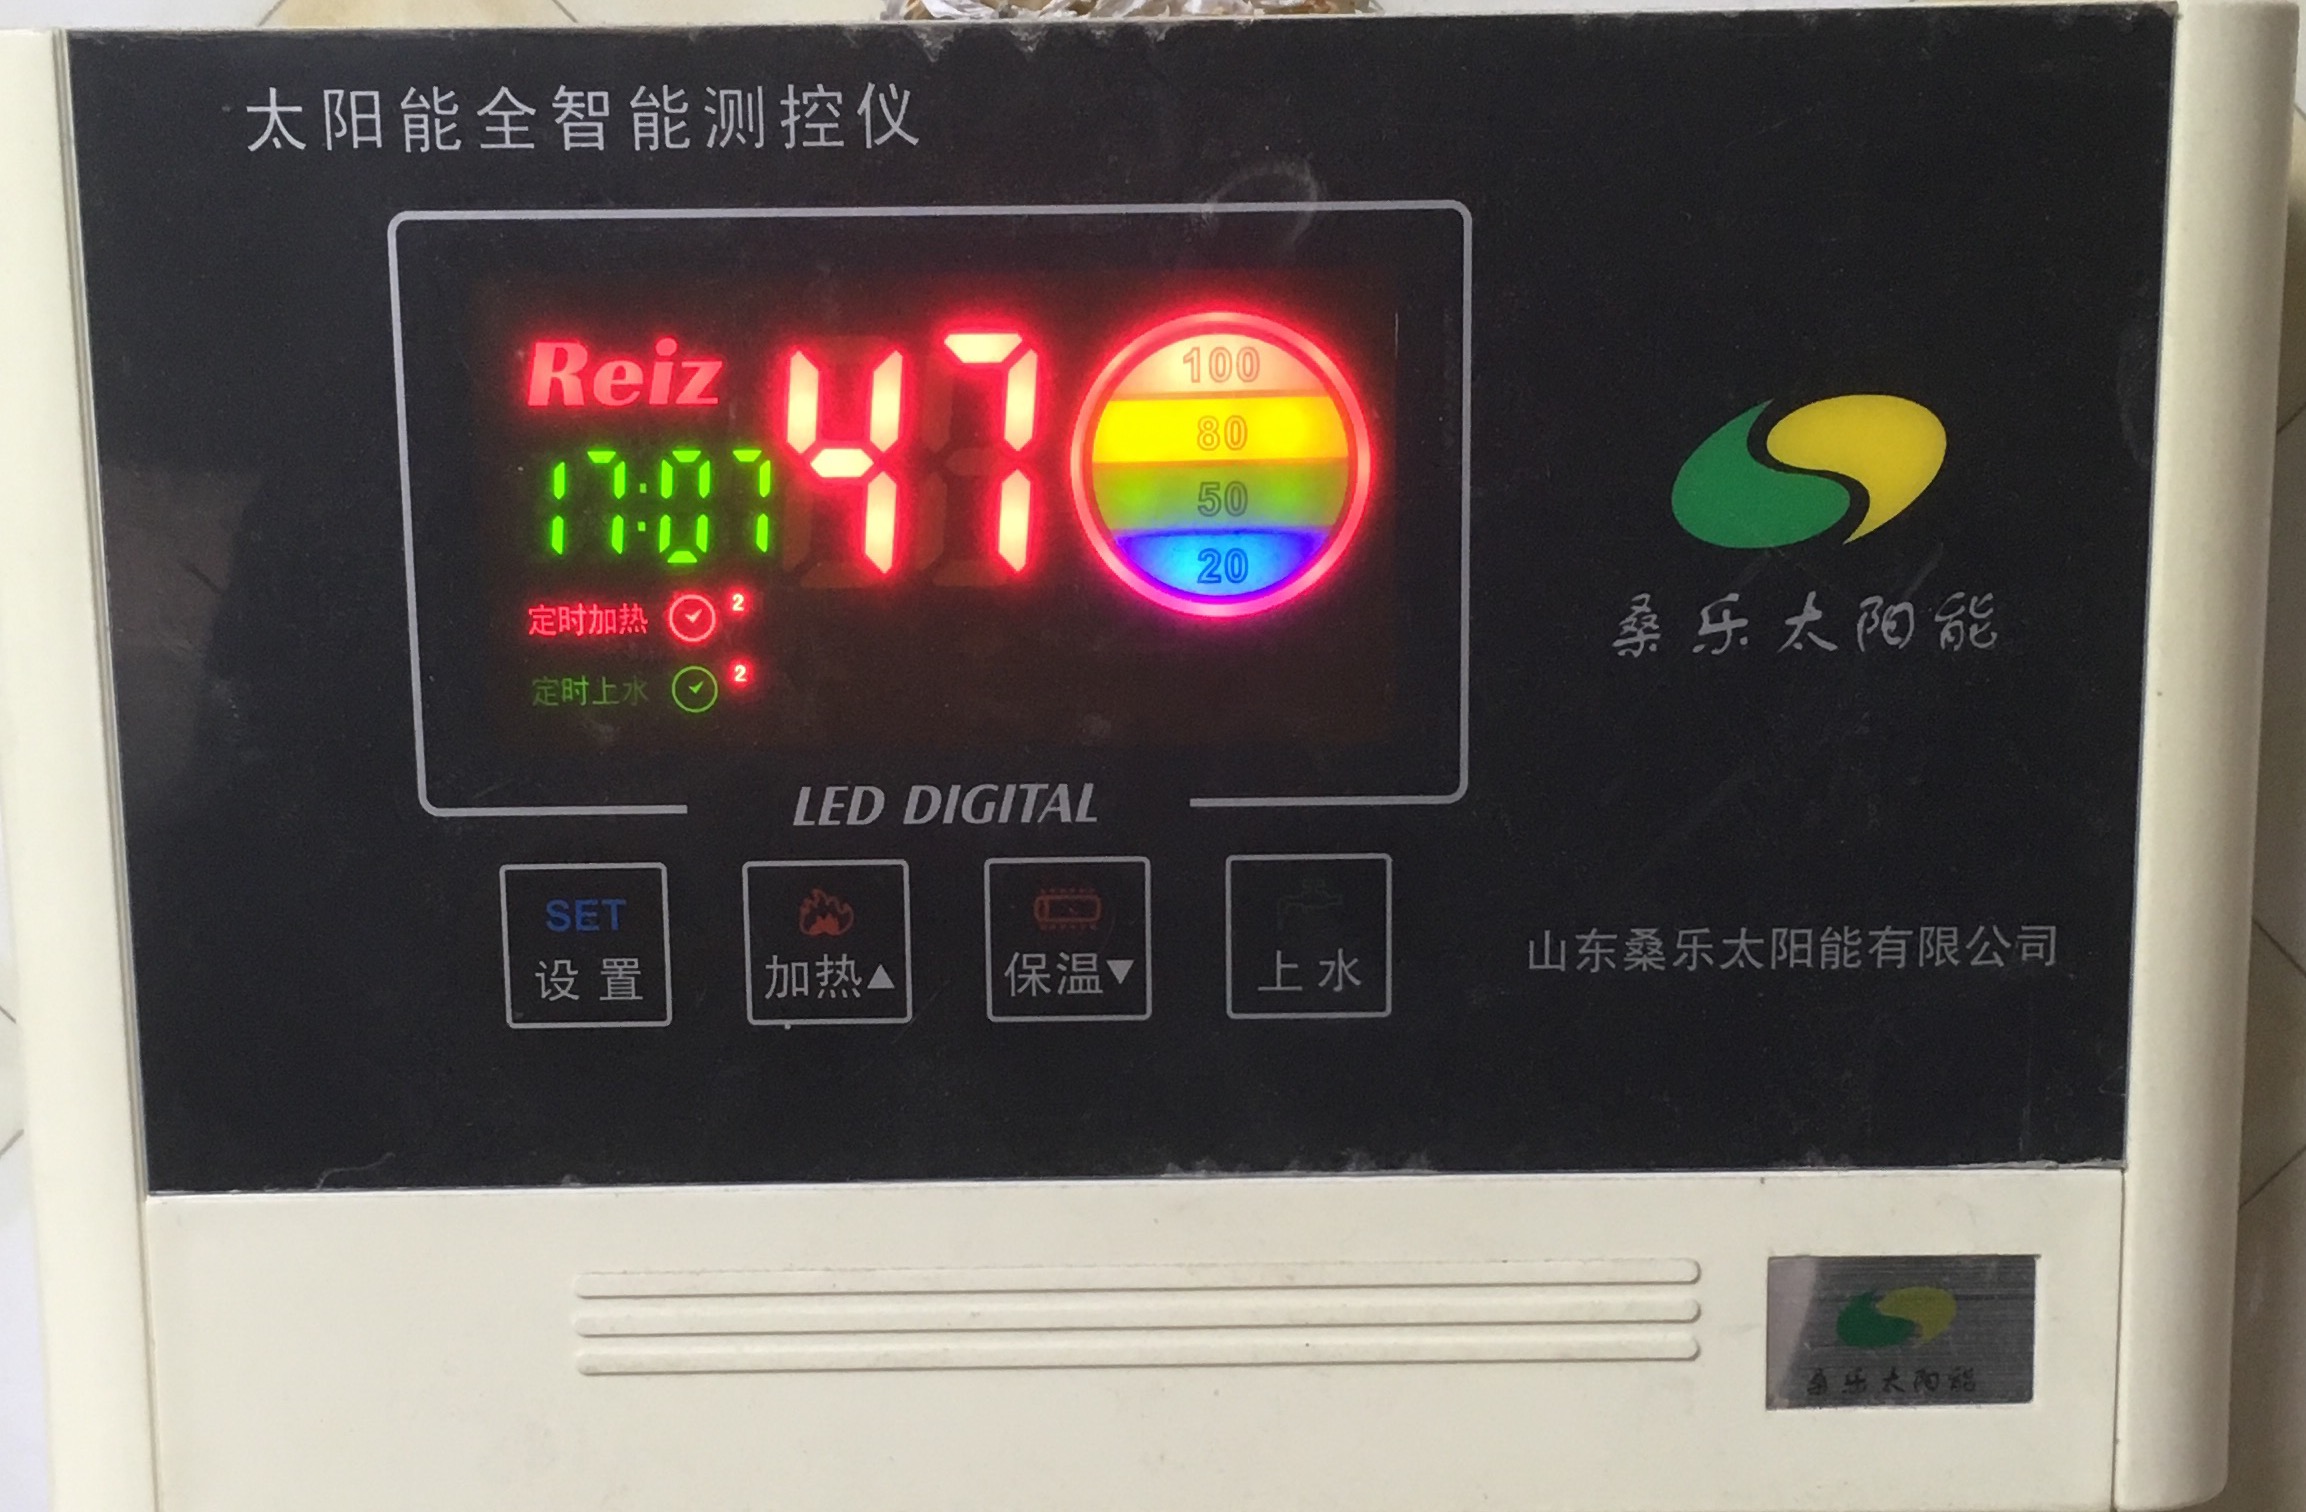 太阳能全智能测控仪
Reiz
47
17:07
100
80
50
20
定时加热 2
定时上水 2
LED DIGITAL
桑乐太阳能
SET
设置
加热▲
保温▼
上水
山东桑乐太阳能有限公司
桑乐太阳能